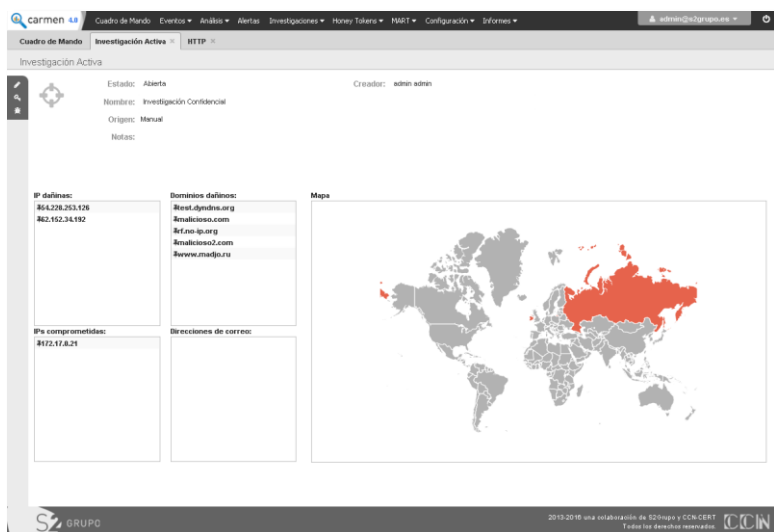 carmen 4.0
Cuadro de Mando Eventos Análisis Alertas Investigaciones Honey Tokens MART Configuración Informes
admin@s2grupo.es
Cuadro de Mando Investigación Activa × HTTP ×
Investigación Activa
Estado: Abierta
Creador: admin admin
Nombre: Investigación Confidencial
Origen: Manual
Notas:
IP dañinas:
54.228.253.126
62.152.34.192
Dominios dañinos:
test.dyndns.org
malicioso.com
rf.no-ip.org
malicioso2.com
www.madjo.ru
Mapa
IPs comprometidas:
172.17.8.21
Direcciones de correo:
S2 GRUPO
2013-2016 una colaboración de S2Grupo y CCN-CERT
Todos los derechos reservados.
CCN